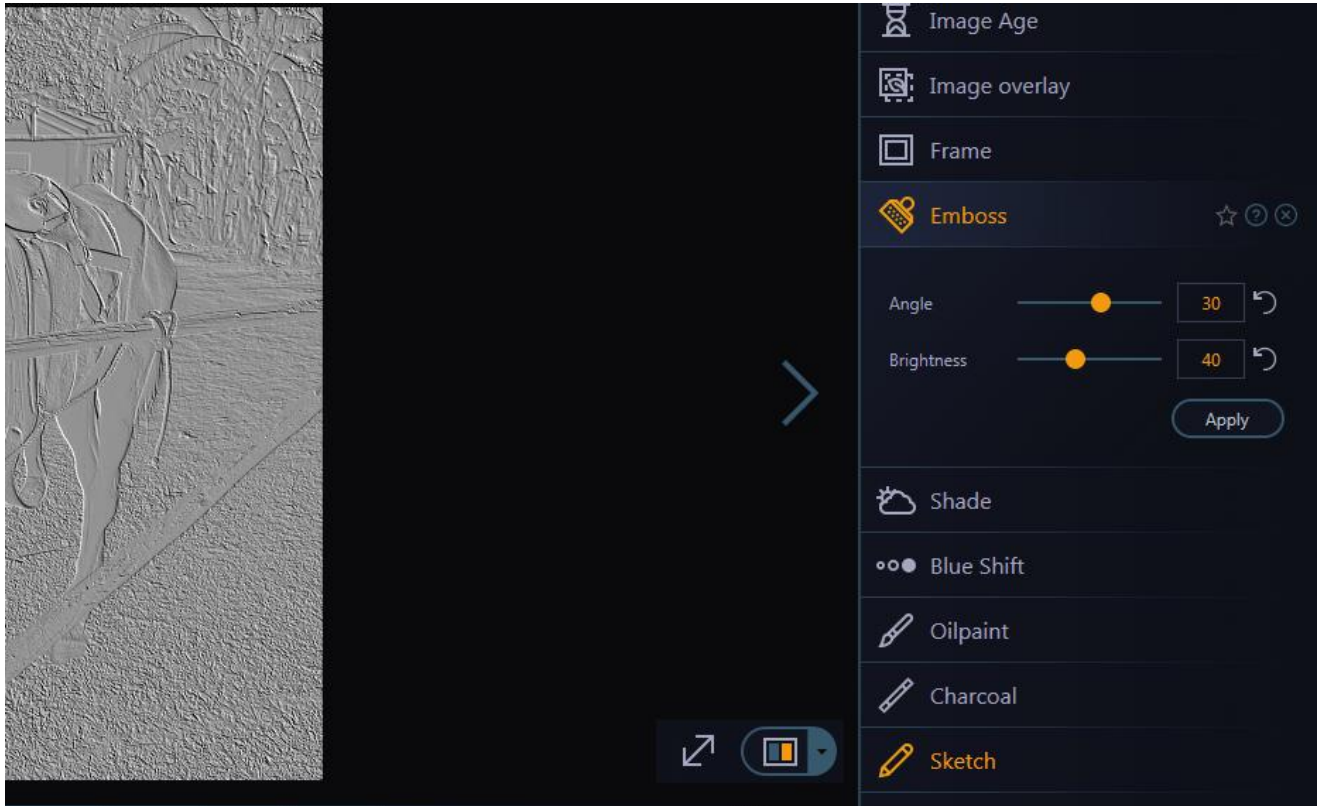 Image Age
Image overlay
Frame
Emboss
Angle 30
Brightness 40
Apply
Shade
Blue Shift
Oilpaint
Charcoal
Sketch